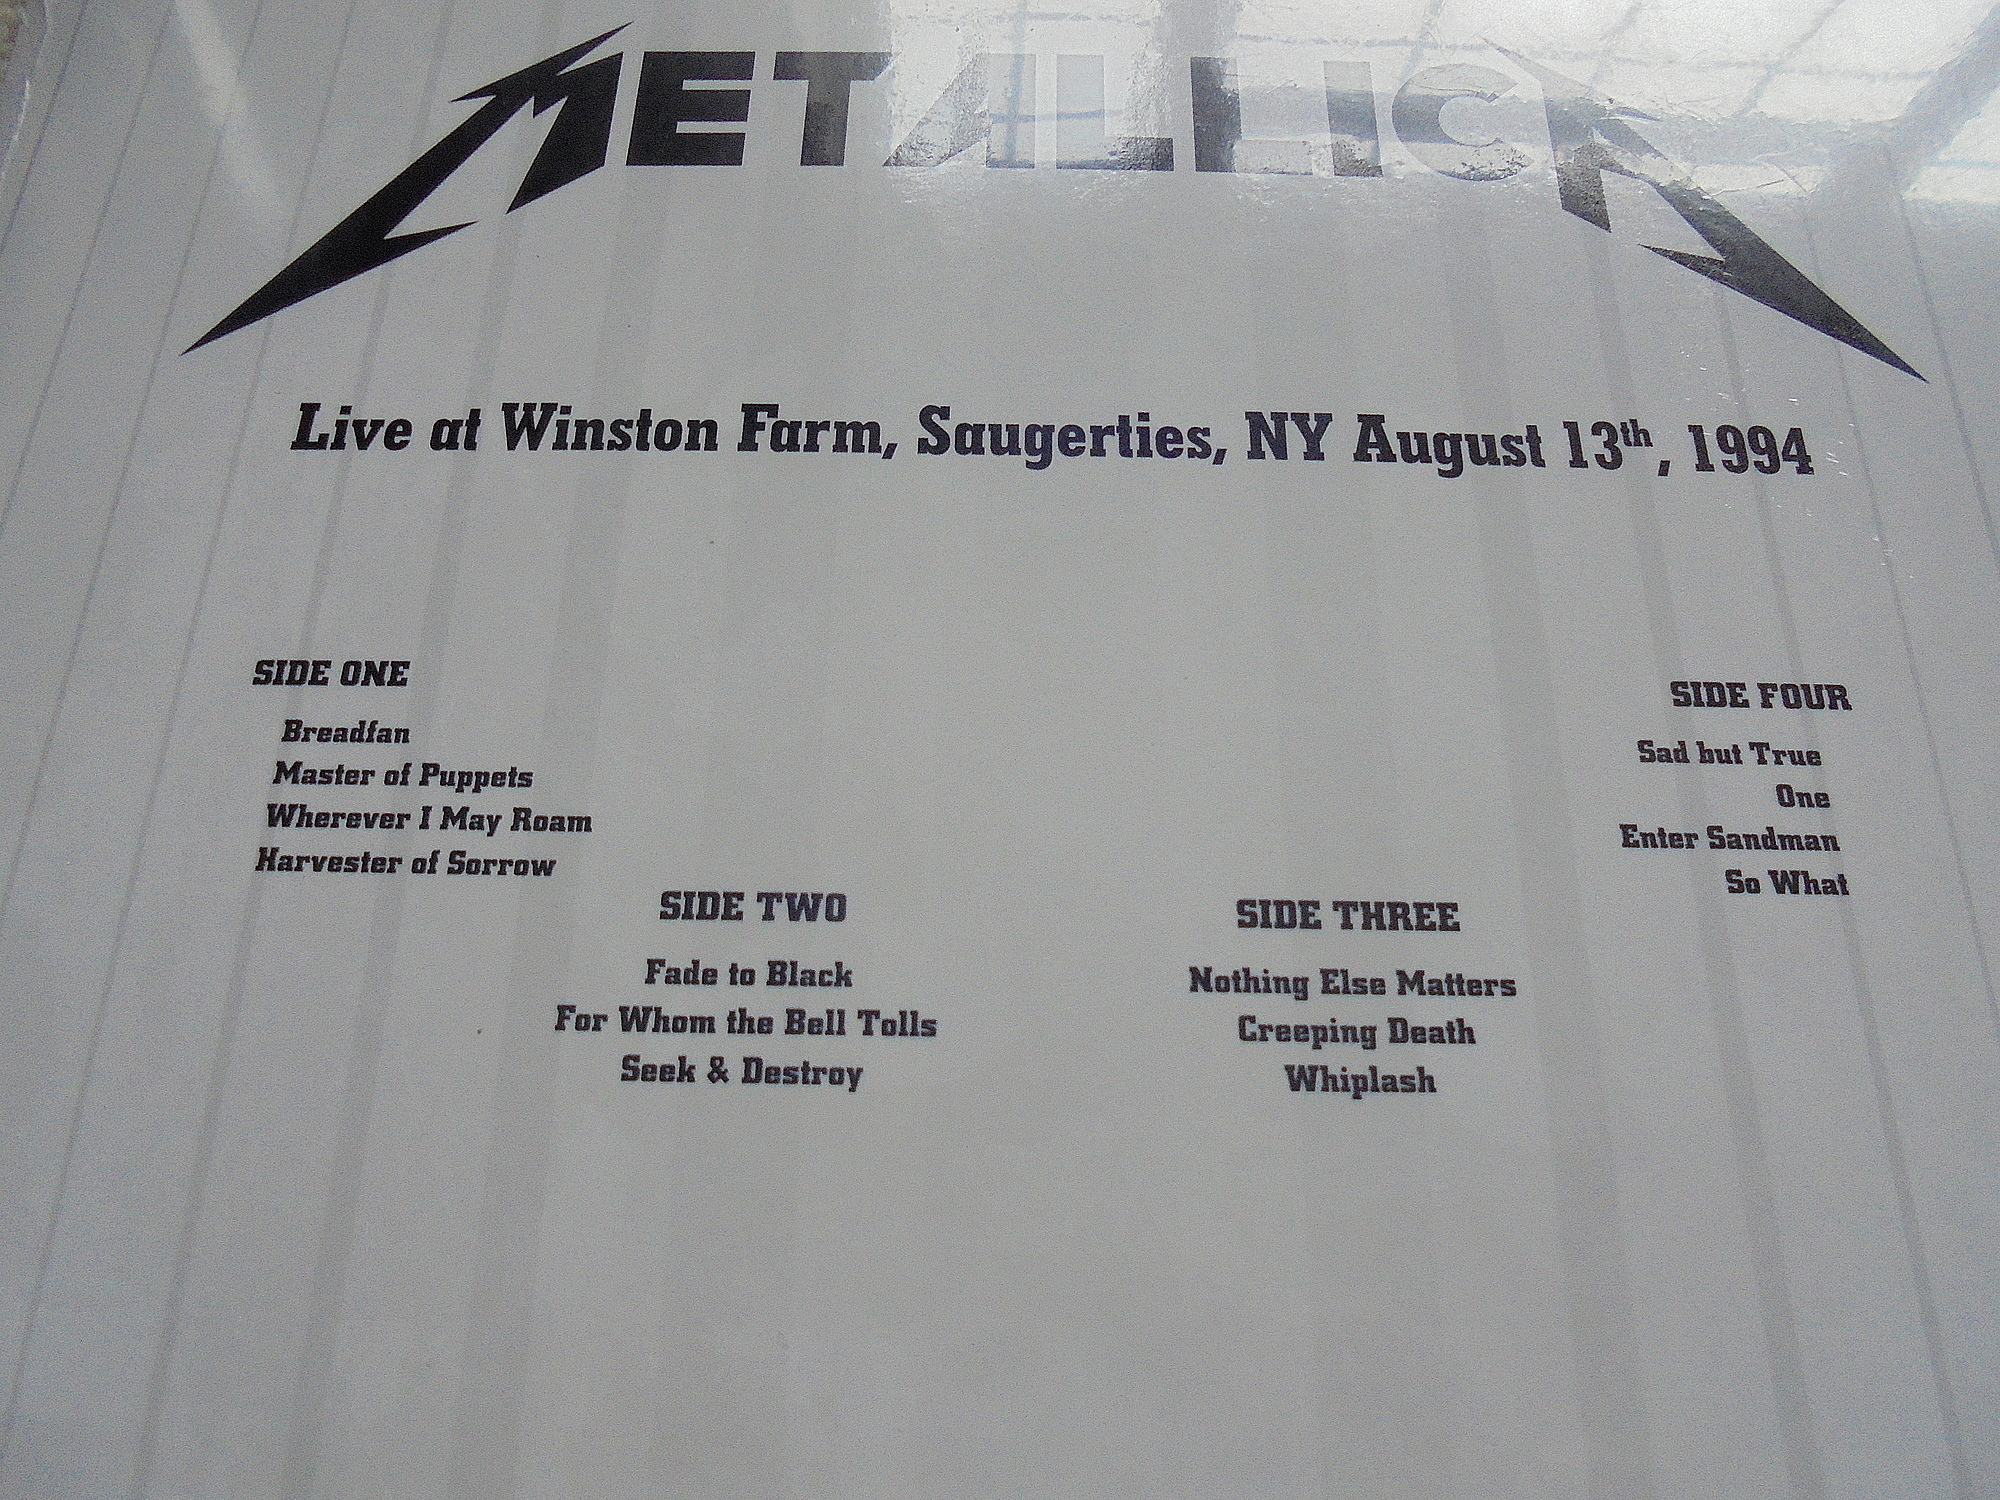 METALLICA
Live at Winston Farm, Saugerties, NY August 13th, 1994
SIDE ONE
Breadfan
Master of Puppets
Wherever I May Roam
Harvester of Sorrow
SIDE TWO
Fade to Black
For Whom the Bell Tolls
Seek & Destroy
SIDE THREE
Nothing Else Matters
Creeping Death
Whiplash
SIDE FOUR
Sad but True
One
Enter Sandman
So What